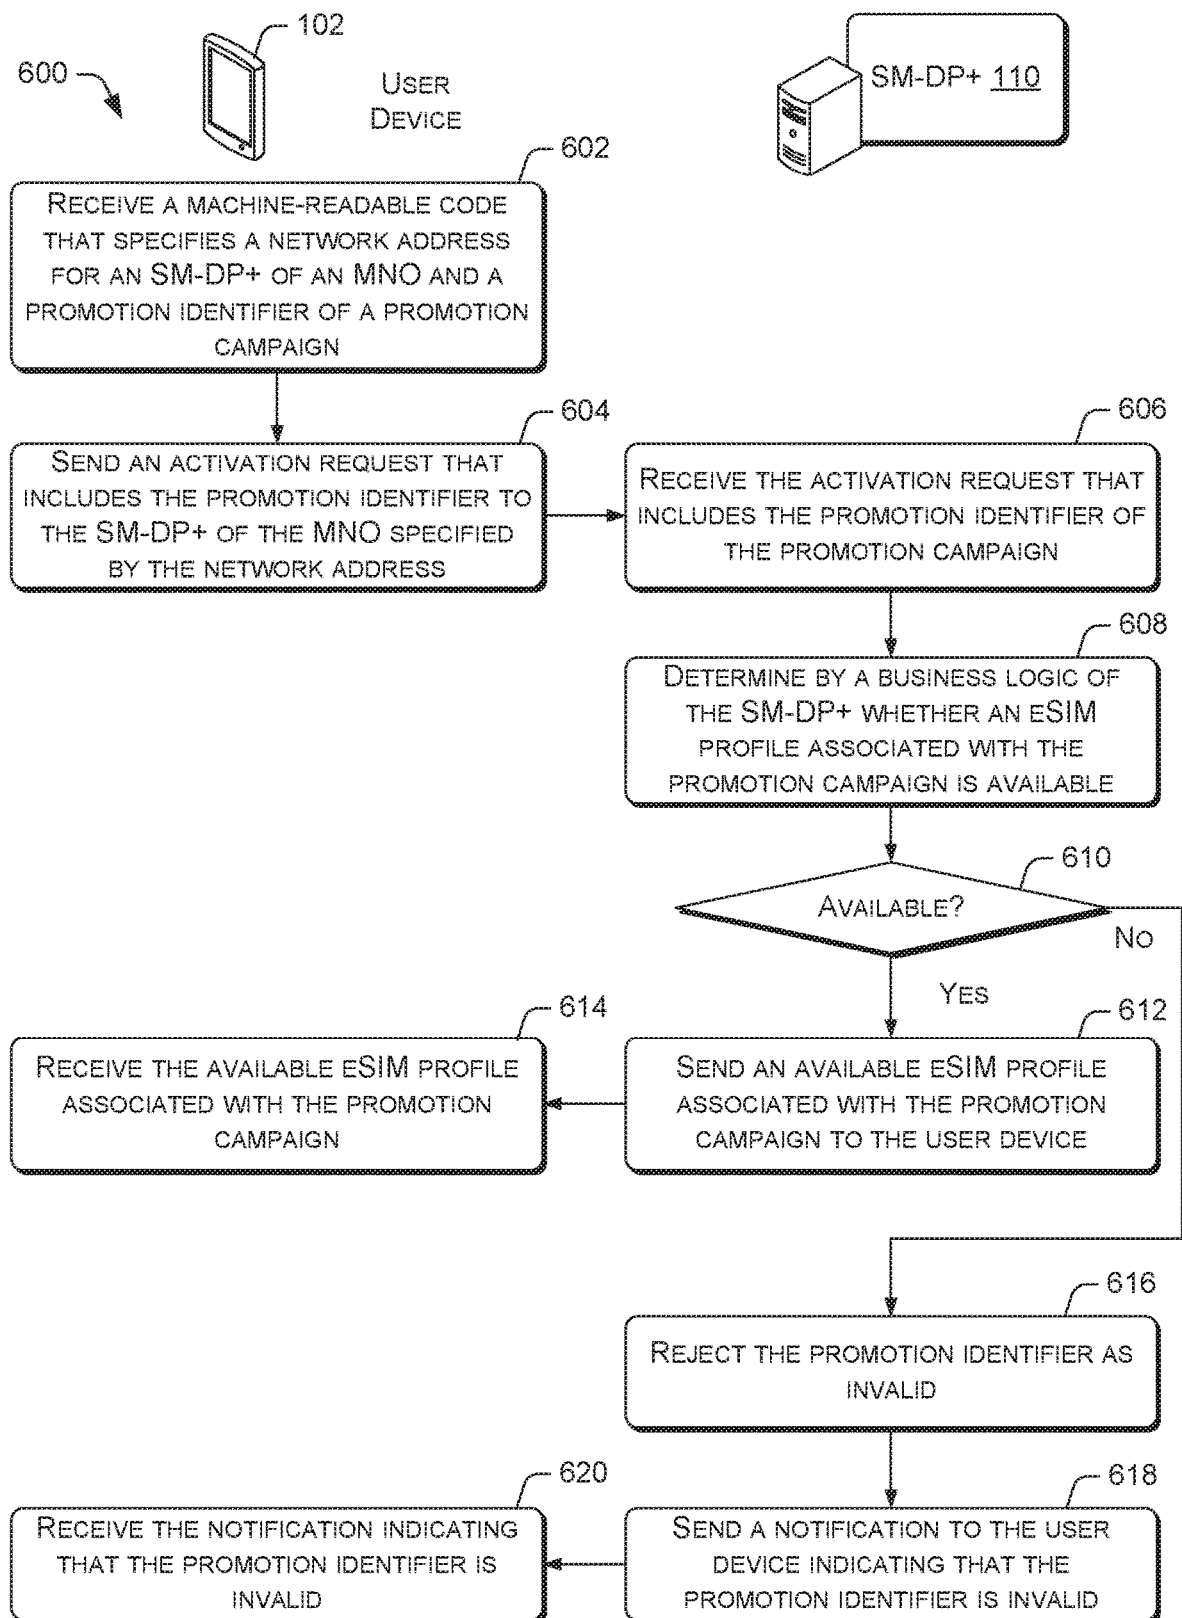 102
600
USER
DEVICE
SM-DP+ 110
602
RECEIVE A MACHINE-READABLE CODE
THAT SPECIFIES A NETWORK ADDRESS
FOR AN SM-DP+ OF AN MNO AND A
PROMOTION IDENTIFIER OF A PROMOTION
CAMPAIGN
604
SEND AN ACTIVATION REQUEST THAT
INCLUDES THE PROMOTION IDENTIFIER TO
THE SM-DP+ OF THE MNO SPECIFIED
BY THE NETWORK ADDRESS
606
RECEIVE THE ACTIVATION REQUEST THAT
INCLUDES THE PROMOTION IDENTIFIER OF
THE PROMOTION CAMPAIGN
608
DETERMINE BY A BUSINESS LOGIC OF
THE SM-DP+ WHETHER AN ESIM
PROFILE ASSOCIATED WITH THE
PROMOTION CAMPAIGN IS AVAILABLE
610
AVAILABLE?
NO
YES
612
SEND AN AVAILABLE ESIM PROFILE
ASSOCIATED WITH THE PROMOTION
CAMPAIGN TO THE USER DEVICE
614
RECEIVE THE AVAILABLE ESIM PROFILE
ASSOCIATED WITH THE PROMOTION
CAMPAIGN
616
REJECT THE PROMOTION IDENTIFIER AS
INVALID
618
SEND A NOTIFICATION TO THE USER
DEVICE INDICATING THAT THE
PROMOTION IDENTIFIER IS INVALID
620
RECEIVE THE NOTIFICATION INDICATING
THAT THE PROMOTION IDENTIFIER IS
INVALID